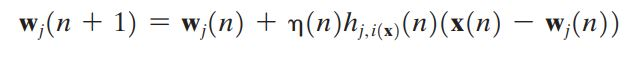 wⱼ(n + 1) = wⱼ(n) + η(n)hⱼ,ᵢ₍ₓ₎(n)(x(n) − wⱼ(n))